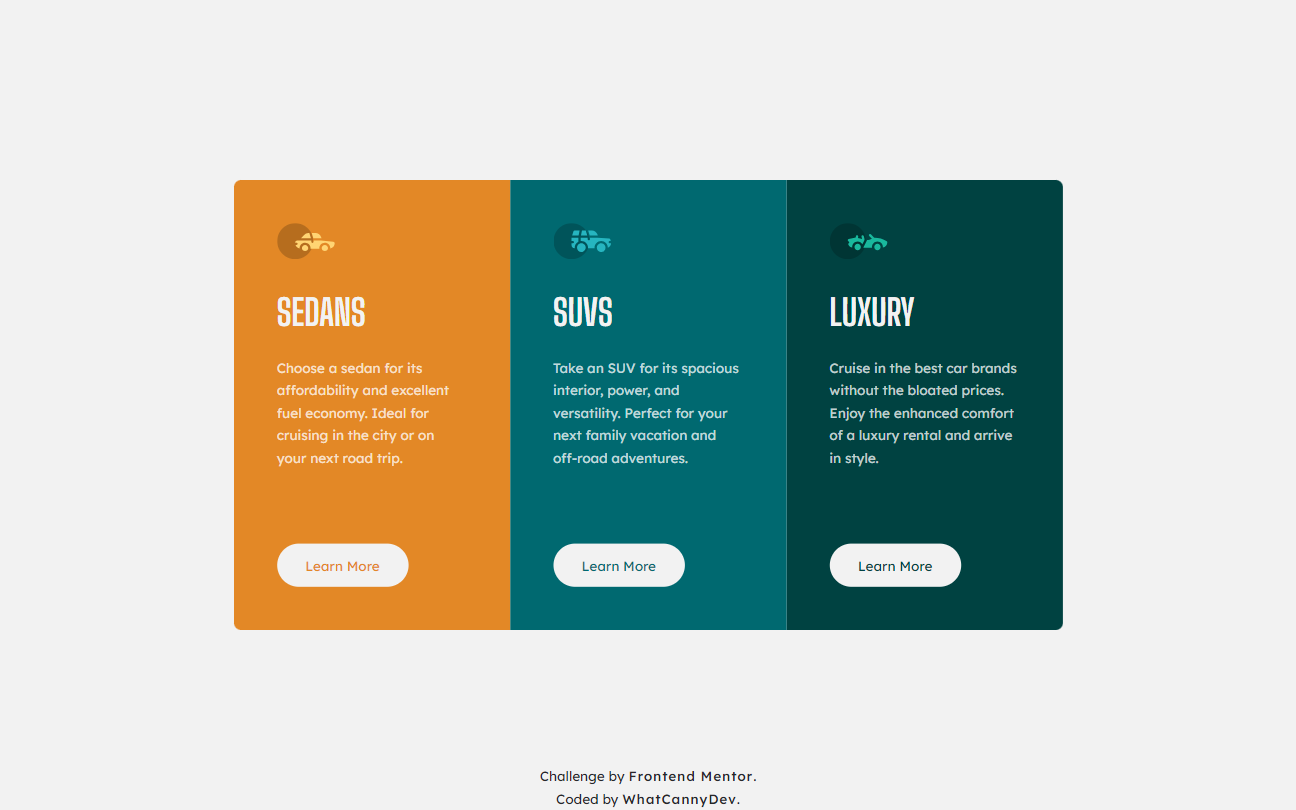 SEDANS
Choose a sedan for its
affordability and excellent
fuel economy. Ideal for
cruising in the city or on
your next road trip.
Learn More
SUVS
Take an SUV for its spacious
interior, power, and
versatility. Perfect for your
next family vacation and
off-road adventures.
Learn More
LUXURY
Cruise in the best car brands
without the bloated prices.
Enjoy the enhanced comfort
of a luxury rental and arrive
in style.
Learn More
Challenge by Frontend Mentor.
Coded by WhatCannyDev.